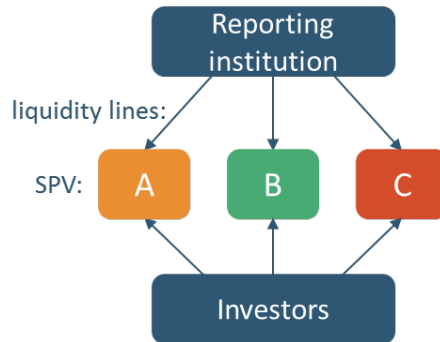 Reporting
institution
liquidity lines:
SPV:
A
B
C
Investors